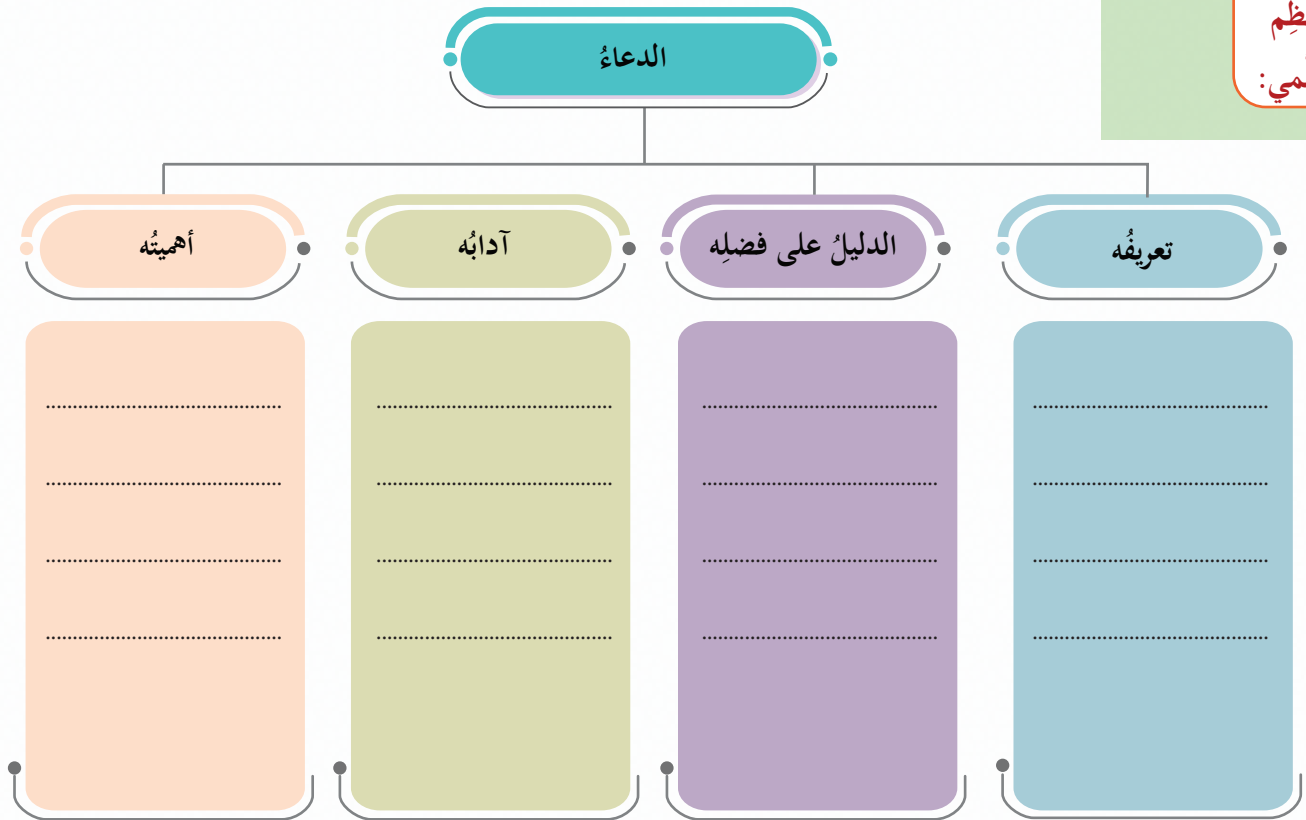 الدعاءُ
تعريفُه
الدليلُ على فضلِه
آدابُه
أهميتُه